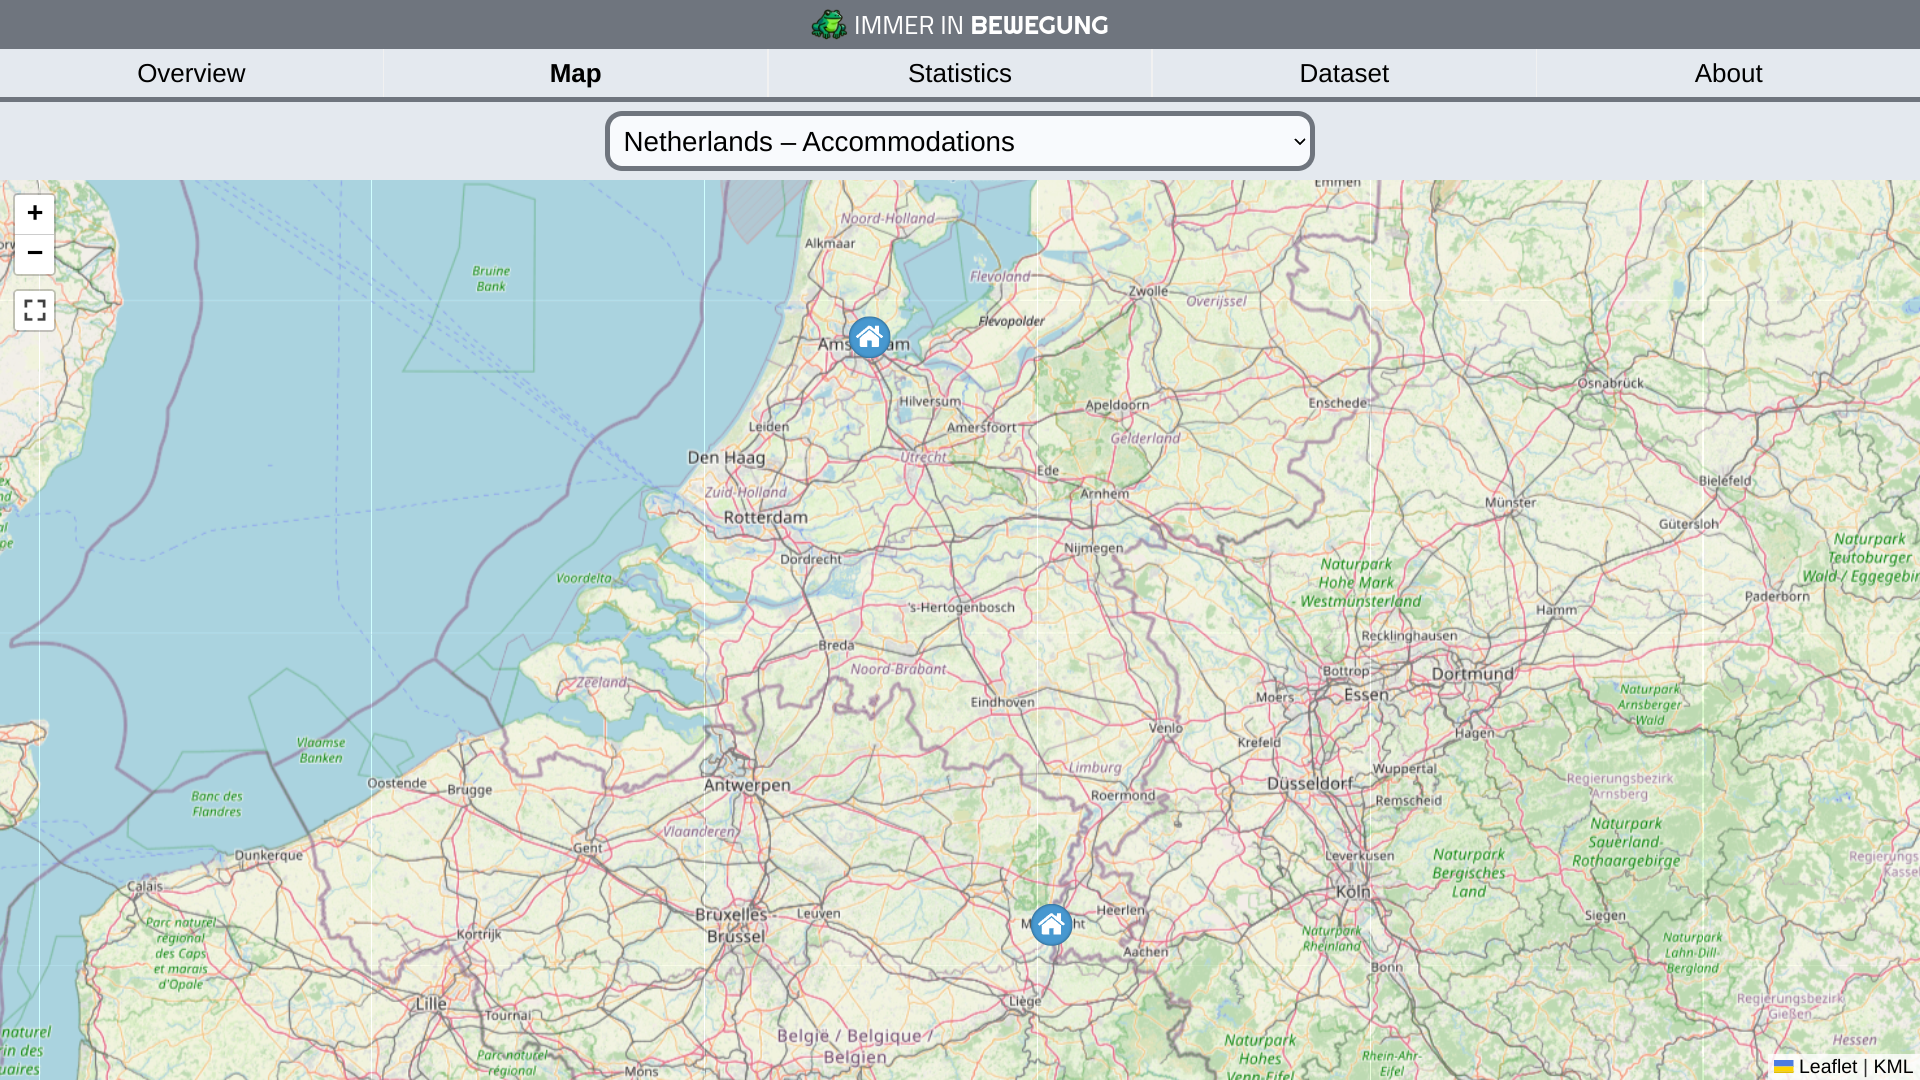 IMMER IN BEWEGUNG
Overview
Map
Statistics
Dataset
About
Netherlands – Accommodations
+
−
Emmen
Noord-Holland
Alkmaar
Bruine
Bank
Flevoland
Zwolle
Overijssel
Flevopolder
Osnabrück
Hilversum
Apeldoorn
Enschede
Leiden
Amersfoort
Gelderland
Den Haag
Utrecht
Ede
Bielefeld
Zuid-Holland
Arnhem
Münster
Rotterdam
Gütersloh
Nijmegen
Dordrecht
Naturpark
Teutoburger
Wald / Eggegebir
Naturpark
Hohe Mark
- Westmünsterland
Voordelta
Paderborn
's-Hertogenbosch
Hamm
Breda
Recklinghausen
Noord-Brabant
Bottrop
Dortmund
Zeeland
Essen
Moers
Eindhoven
Naturpark
Arnsberger
Wald
Venlo
Hagen
Krefeld
Vlaamse
Banken
Limburg
Wuppertal
Regierungsbezirk
Arnsberg
Oostende
Brugge
Antwerpen
Düsseldorf
Roermond
Remscheid
Banc des
Flandres
Vlaanderen
Naturpark
Sauerland-
Rothaargebirge
Gent
Dunkerque
Leverkusen
Naturpark
Bergisches
Land
Regierungs
Kassel
Calais
Köln
Bruxelles -
Brussel
Leuven
Heerlen
Siegen
Parc naturel
régional
des Caps
et marais
d'Opale
Kortrijk
Naturpark
Rheinland
Naturpark
Lahn-Dill-
Bergland
Aachen
Bonn
Lille
Liège
Regierungsbezirk
Gießen
Tournai
België / Belgique /
Belgien
naturel
Hessen
Parc naturel
régional
Mons
Naturpark
Hohes
Venn-Eifel
Rhein-Ahr-
Eifel
Leaflet | KML